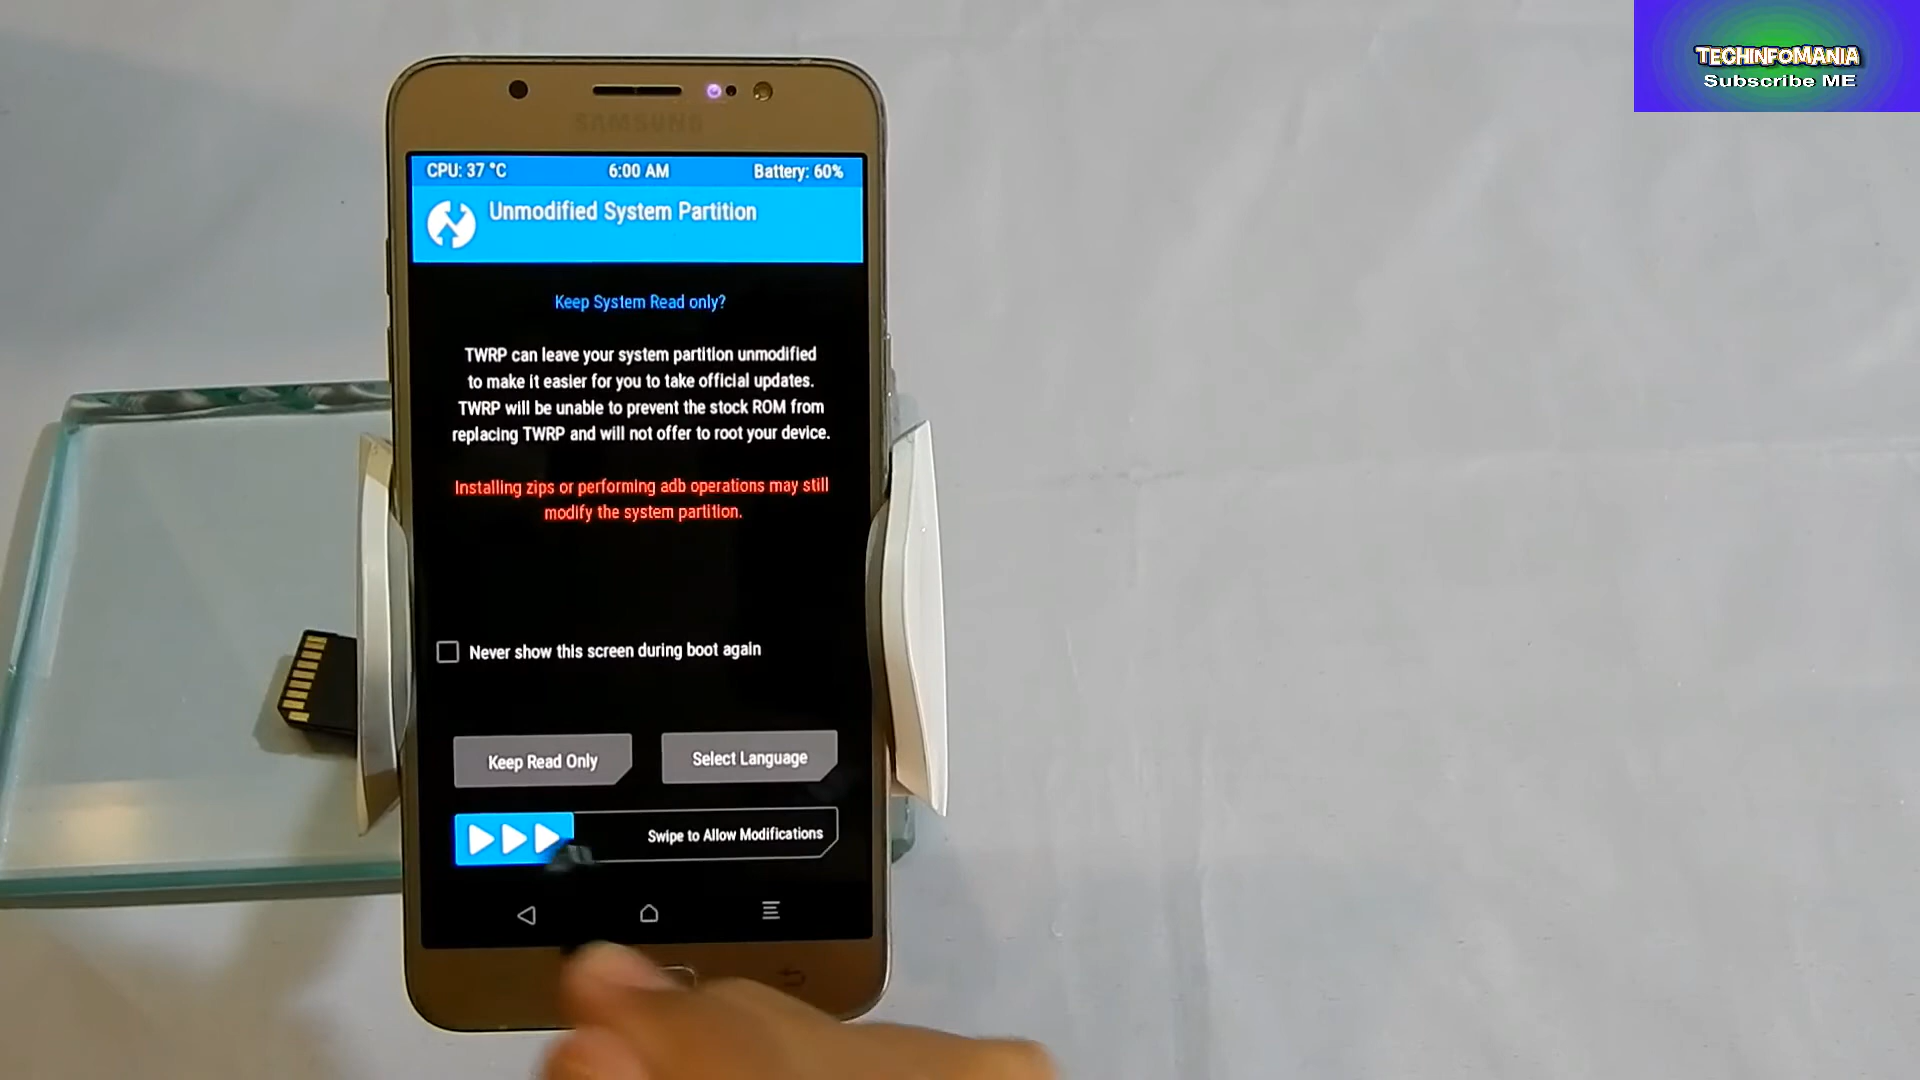 TECHINFOMANIA
Subscribe ME
SAMSUNG
CPU: 37 °C 6:00 AM Battery: 60%
Unmodified System Partition
Keep System Read only?
TWRP can leave your system partition unmodified
to make it easier for you to take official updates.
TWRP will be unable to prevent the stock ROM from
replacing TWRP and will not offer to root your device.
Installing zips or performing adb operations may still
modify the system partition.
Never show this screen during boot again
Keep Read Only Select Language
Swipe to Allow Modifications